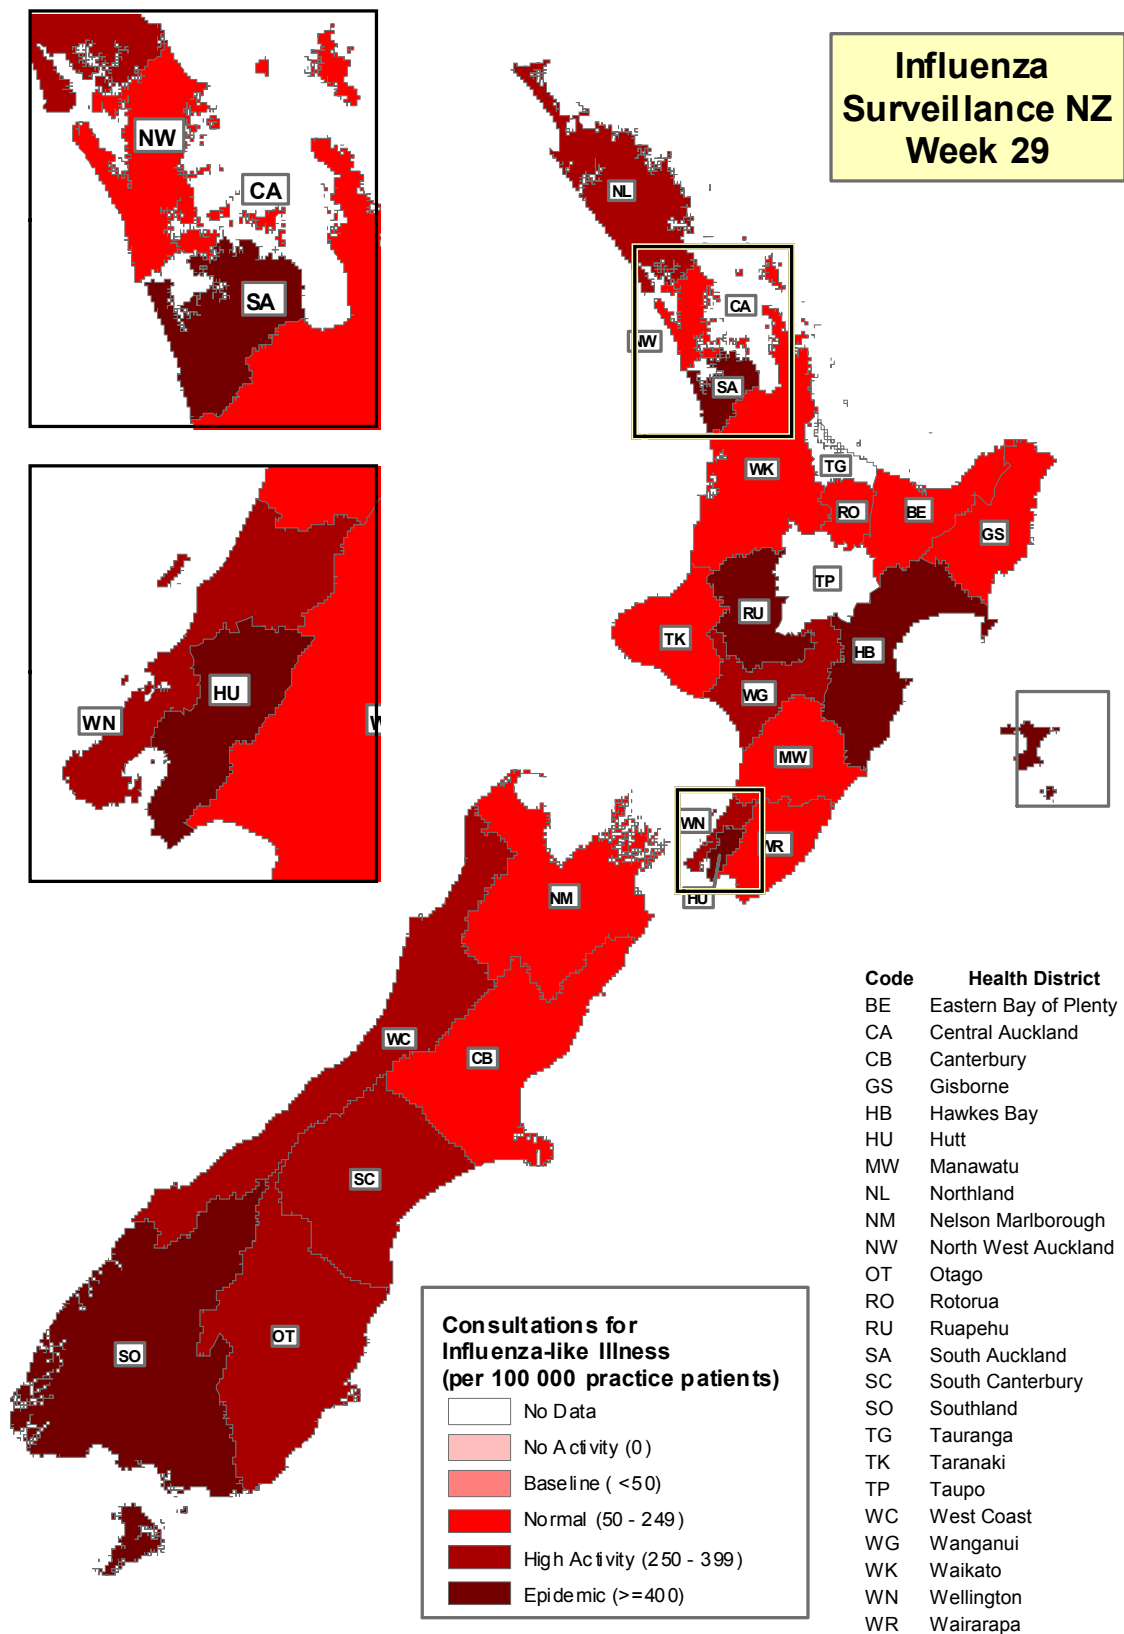 Influenza
Surveillance NZ
Week 29
NW
CA
SA
HU
WN
W
NL
CA
NW
SA
WK
TG
RO
BE
GS
TP
RU
TK
HB
WG
MW
WN
WR
HU
NM
WC
CB
SC
OT
SO
Consultations for
Influenza-like Illness
(per 100 000 practice patients)
No Data
No Activity (0)
Baseline ( <50)
Normal (50 - 249)
High Activity (250 - 399)
Epidemic (>=400)
Code Health District
BE Eastern Bay of Plenty
CA Central Auckland
CB Canterbury
GS Gisborne
HB Hawkes Bay
HU Hutt
MW Manawatu
NL Northland
NM Nelson Marlborough
NW North West Auckland
OT Otago
RO Rotorua
RU Ruapehu
SA South Auckland
SC South Canterbury
SO Southland
TG Tauranga
TK Taranaki
TP Taupo
WC West Coast
WG Wanganui
WK Waikato
WN Wellington
WR Wairarapa